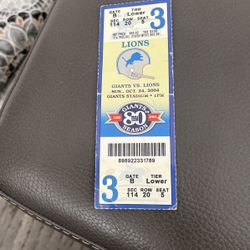 GATE TIER
B Lower
SEC ROW SEAT
114 20 5
LIONS
GIANTS VS. LIONS
SUN, OCT 24, 2004
GIANTS STADIUM • 1PM
3
GIANTS
80
SEASON
898922331789
3
GATE TIER
B Lower
SEC ROW SEAT
114 20 5